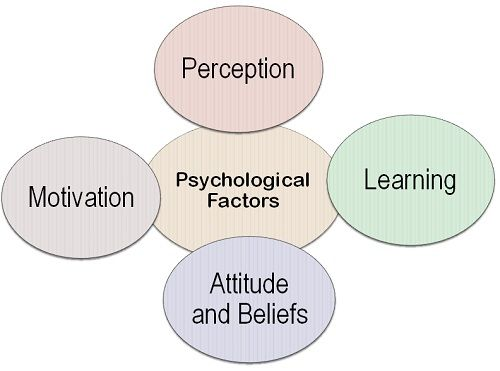 Perception
Motivation
Psychological
Factors
Learning
Attitude
and Beliefs